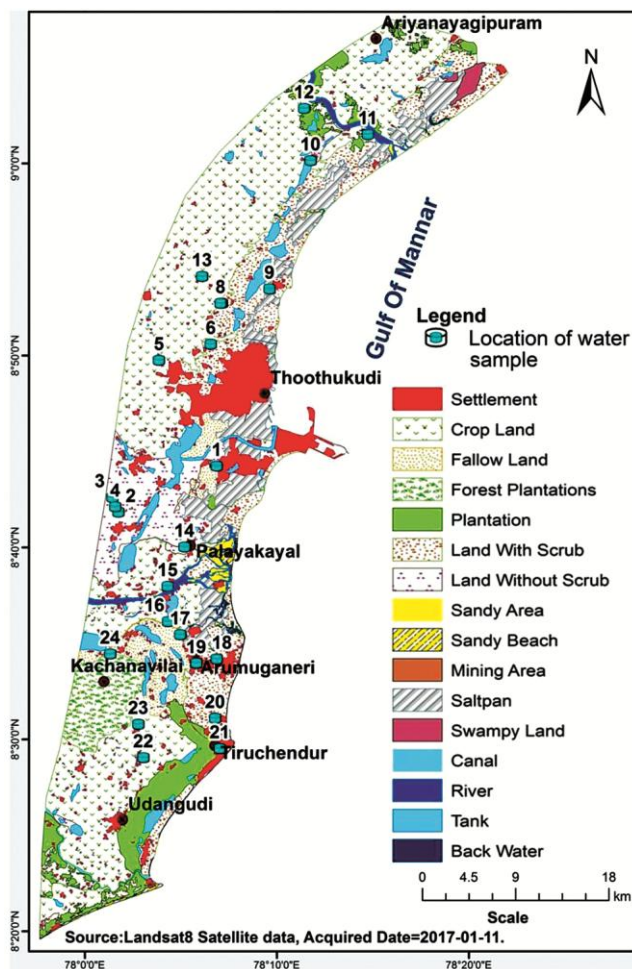 Ariyanayagipuram
N
12
11
10
9°0'0"N
Gulf Of Mannar
13
8
9
Legend
Location of water
sample
6
5
8°50'0"N
Thoothukudi
Settlement
Crop Land
Fallow Land
Forest Plantations
Plantation
Land With Scrub
Land Without Scrub
Sandy Area
Sandy Beach
Mining Area
Saltpan
Swampy Land
Canal
River
Tank
Back Water
1
3
4
2
14
8°40'0"N
Palayakayal
15
16
17
24
19
18
Kachanavilai
Arumuganeri
20
23
21
8°30'0"N
Tiruchendur
22
Udangudi
0 4.5 9 18
km
Scale
8°20'0"N
Source:Landsat8 Satellite data, Acquired Date=2017-01-11.
78°0'0"E 78°10'0"E 78°20'0"E